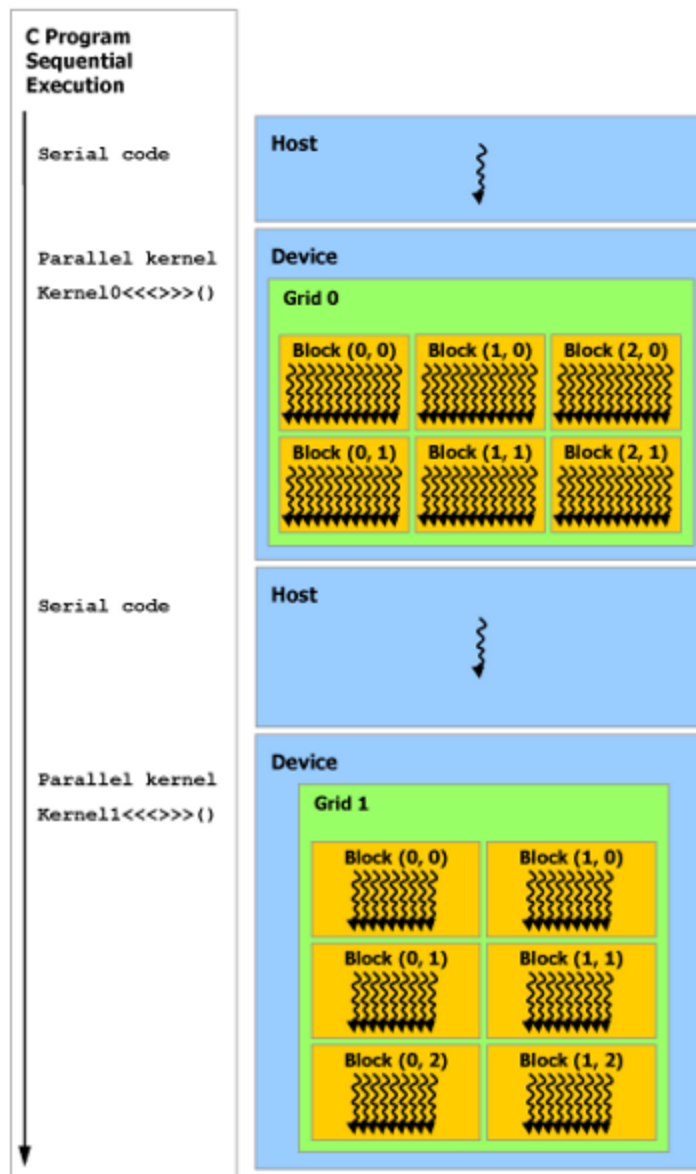 C Program
Sequential
Execution
Serial code
Host
Parallel kernel
Kernel0<<<>>>()
Device
Grid 0
Block (0, 0) Block (1, 0) Block (2, 0)
Block (0, 1) Block (1, 1) Block (2, 1)
Serial code
Host
Parallel kernel
Kernel1<<<>>>()
Device
Grid 1
Block (0, 0) Block (1, 0)
Block (0, 1) Block (1, 1)
Block (0, 2) Block (1, 2)